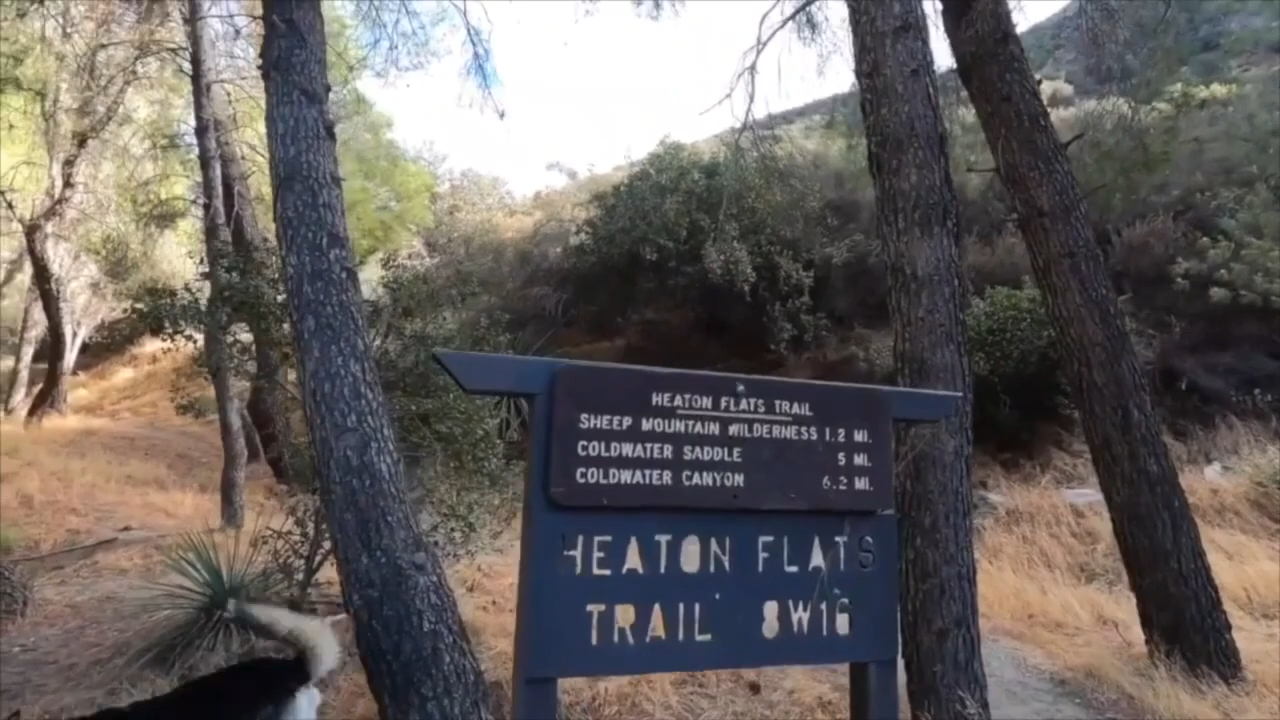 HEATON FLATS TRAIL
SHEEP MOUNTAIN WILDERNESS 1.2 MI.
COLDWATER SADDLE 5 MI.
COLDWATER CANYON 6.2 MI.
HEATON FLATS
TRAIL 8W16